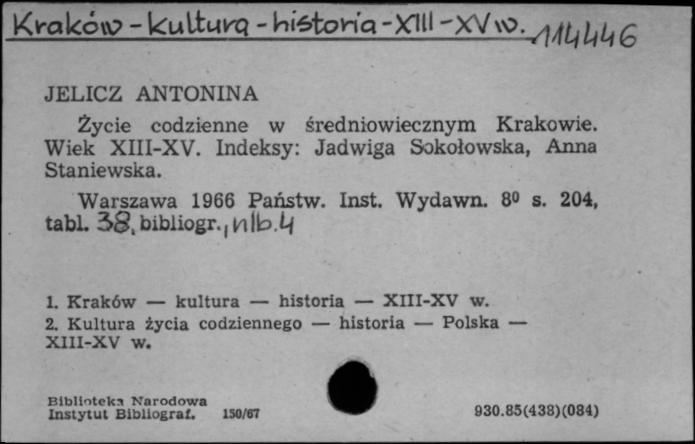 Kraków - kultura - historia - XIII - XV w. 114446
JELICZ ANTONINA
Życie codzienne w średniowiecznym Krakowie.
Wiek XIII-XV. Indeksy: Jadwiga Sokołowska, Anna
Staniewska.
Warszawa 1966 Państw. Inst. Wydawn. 8⁰ s. 204,
tabl. 38, bibliogr., nlb. 4
1. Kraków — kultura — historia — XIII-XV w.
2. Kultura życia codziennego — historia — Polska —
XIII-XV w.
Biblioteka Narodowa
Instytut Bibliograf. 150/67 930.85(438)(084)